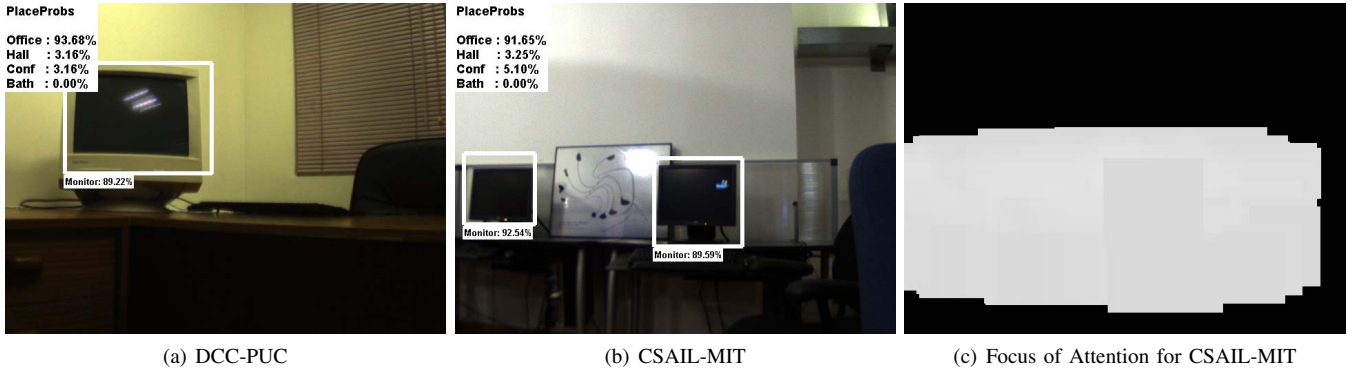 PlaceProbs
Office : 93.68%
Hall : 3.16%
Conf : 3.16%
Bath : 0.00%
Monitor: 89.22%
PlaceProbs
Office : 91.65%
Hall : 3.25%
Conf : 5.10%
Bath : 0.00%
Monitor: 92.54%
Monitor: 89.59%
(a) DCC-PUC
(b) CSAIL-MIT
(c) Focus of Attention for CSAIL-MIT